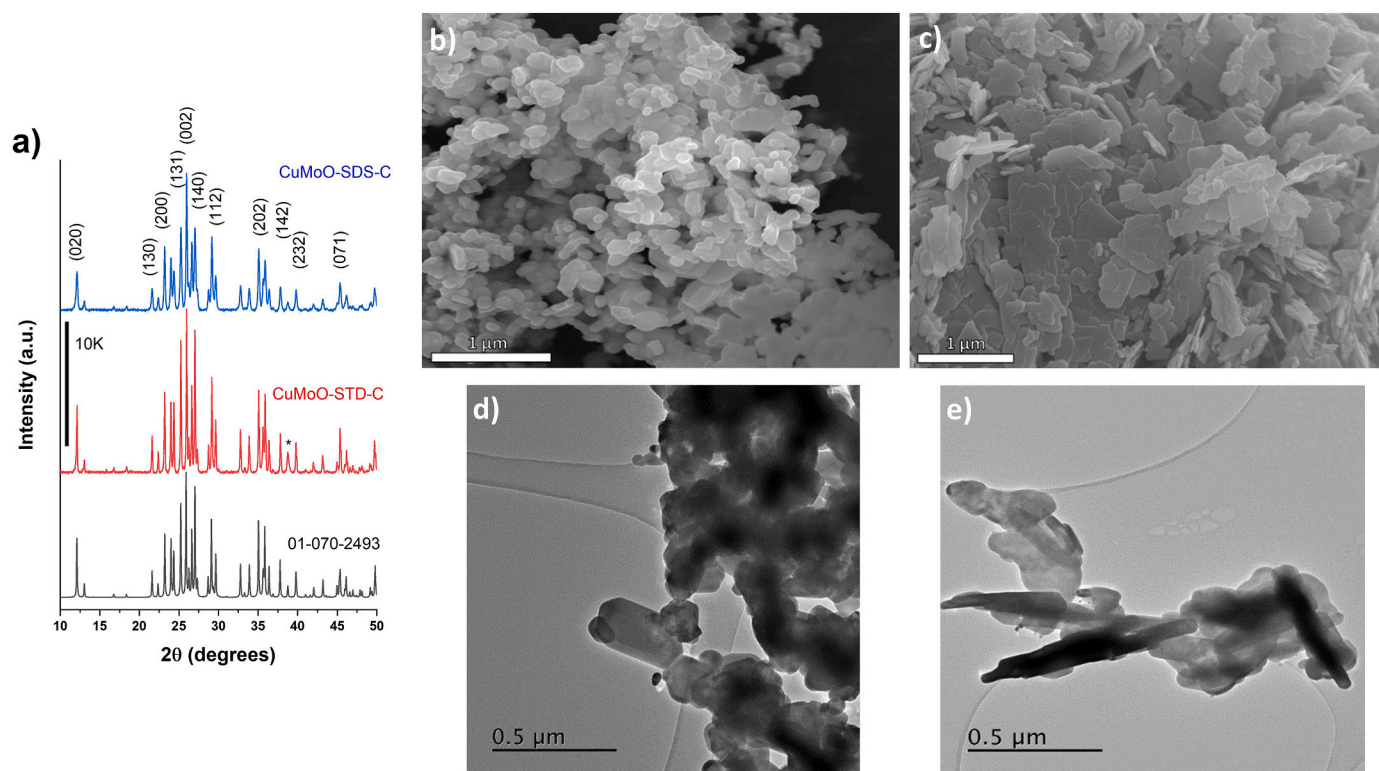 a)
CuMoO-SDS-C
(020)
(130)
(200)
(131)
(002)
(140)
(112)
(202)
(142)
(232)
(071)
10K
CuMoO-STD-C
*
01-070-2493
Intensity (a.u.)
10 15 20 25 30 35 40 45 50
2θ (degrees)
b)
1 µm
c)
1 µm
d)
0.5 µm
e)
0.5 µm